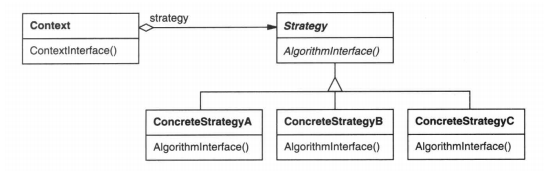 Context
ContextInterface()
strategy
Strategy
AlgorithmInterface()
ConcreteStrategyA
AlgorithmInterface()
ConcreteStrategyB
AlgorithmInterface()
ConcreteStrategyC
AlgorithmInterface()